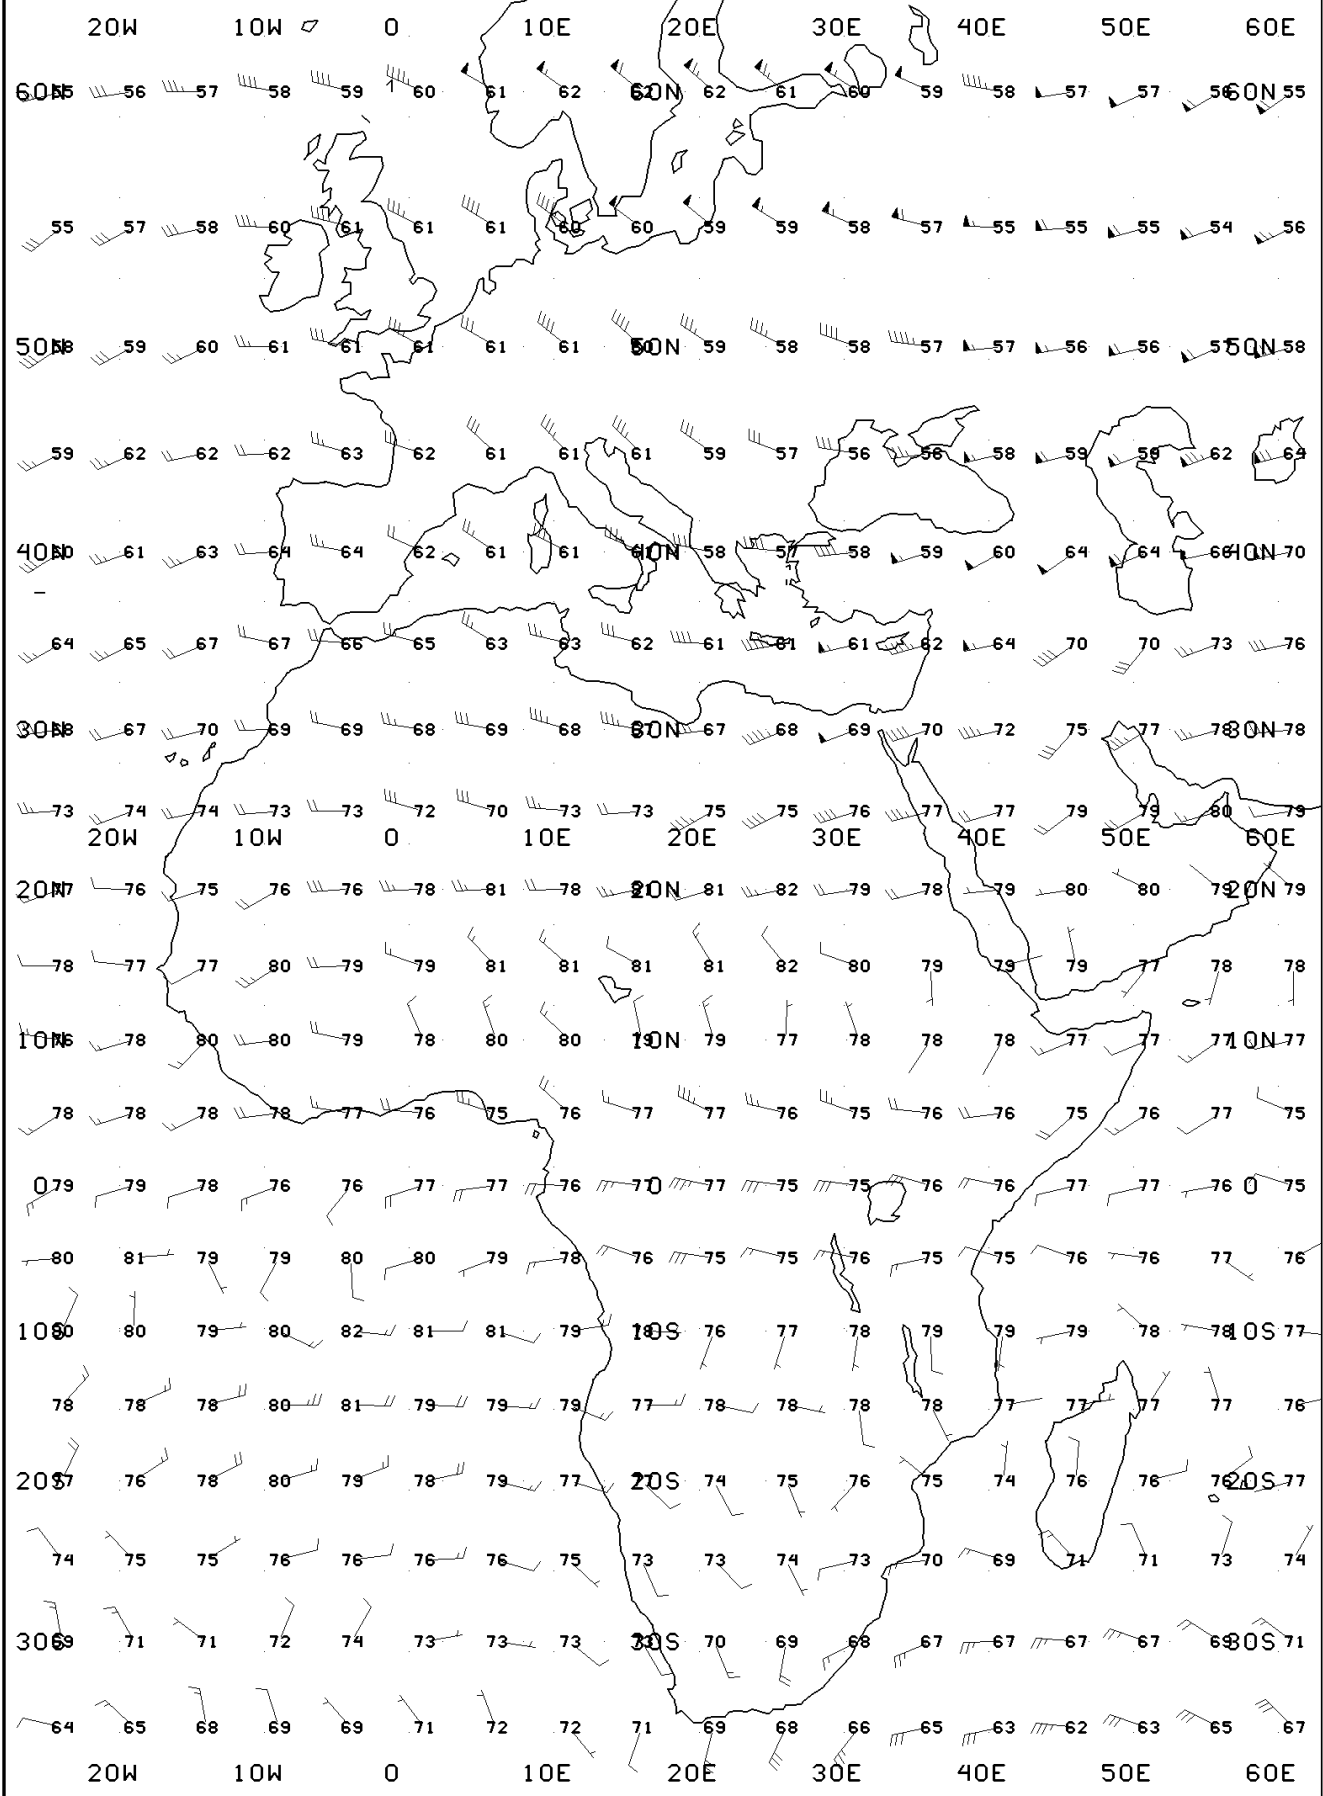 20W 10W 0 10E 20E 30E 40E 50E 60E
60N 56 57 58 59 60 61 62 60N 62 61 60 59 58 57 57 56 60N 55
55 57 58 60 61 61 61 60 60 59 59 58 57 55 55 55 54 56
50N 59 60 61 61 61 61 61 50N 59 58 58 57 57 56 56 57 50N 58
59 62 62 62 63 62 61 61 61 59 57 56 56 58 59 59 62 64
40N 61 63 64 64 62 61 61 40N 58 57 58 59 60 64 64 40N 70
64 65 67 67 66 65 63 63 62 61 61 61 62 64 70 70 73 76
30N 67 70 69 69 68 69 68 30N 67 68 69 70 72 75 77 78 30N 78
73 74 74 73 73 72 70 73 73 75 75 76 77 77 79 79 80 79
20W 10W 0 10E 20E 30E 40E 50E 60E
20N 76 75 76 76 78 81 78 20N 81 82 79 78 79 80 80 79 20N 79
78 77 77 80 79 79 81 81 81 81 82 80 79 79 79 77 78 78
10N 78 80 80 79 78 80 80 10N 79 77 78 78 78 77 77 77 10N 77
78 78 78 78 77 76 75 76 77 77 76 75 76 76 75 76 77 75
0 79 79 78 76 76 77 77 76 77 0 77 75 75 76 76 77 77 76 0 75
80 81 79 79 80 80 79 78 76 75 75 76 75 75 76 76 77 76
10S 80 79 80 82 81 81 79 10S 76 77 78 79 79 79 78 78 10S 77
78 78 78 80 81 79 79 79 77 78 78 78 78 77 77 77 77 76
20S 76 78 80 79 78 79 77 20S 74 75 76 75 74 76 76 76 20S 77
74 75 75 76 76 76 76 75 73 73 74 73 70 69 71 71 73 74
30S 71 71 72 74 73 73 73 30S 70 69 68 67 67 67 67 69 30S 71
64 65 68 69 69 71 72 72 71 69 68 66 65 63 62 63 65 67
20W 10W 0 10E 20E 30E 40E 50E 60E